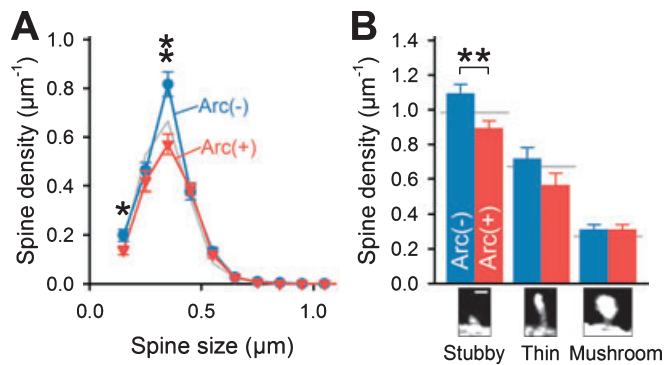 A
Spine density (µm⁻¹)
1.0
0.8
0.6
0.4
0.2
0.0
**
*
Arc(-)
Arc(+)
0.0 0.5 1.0
Spine size (µm)
B
Spine density (µm⁻¹)
1.4
1.2
1.0
0.8
0.6
0.4
0.2
0.0
**
Arc(-)
Arc(+)
Stubby Thin Mushroom